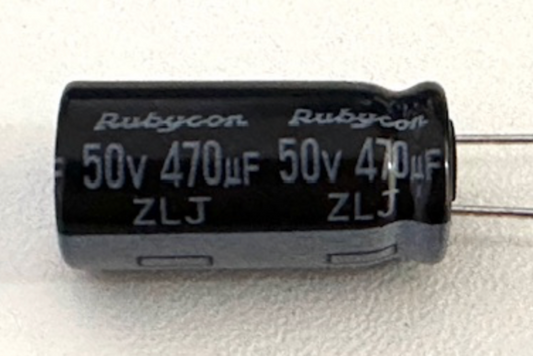 Rubycon Rubycon
50V 470µF 50V 470µF
ZLJ ZLJ